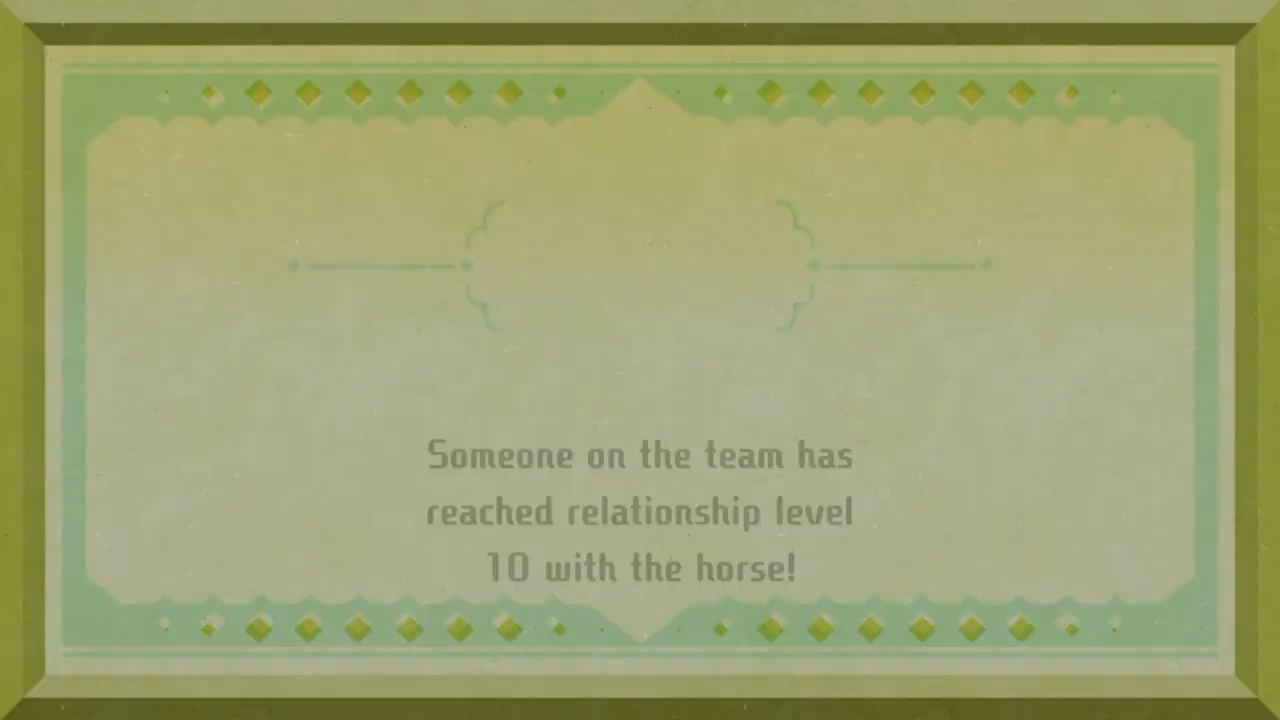 Someone on the team has
reached relationship level
10 with the horse!